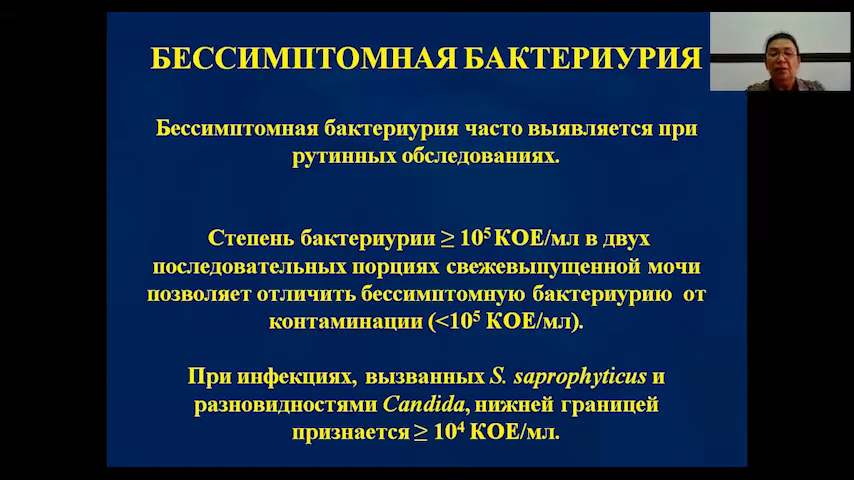 БЕССИМПТОМНАЯ БАКТЕРИУРИЯ
Бессимптомная бактериурия часто выявляется при
рутинных обследованиях.
Степень бактериурии ≥ 10⁵ КОЕ/мл в двух
последовательных порциях свежевыпущенной мочи
позволяет отличить бессимптомную бактериурию от
контаминации (<10⁵ КОЕ/мл).
При инфекциях, вызванных S. saprophyticus и
разновидностями Candida, нижней границей
признается ≥ 10⁴ КОЕ/мл.